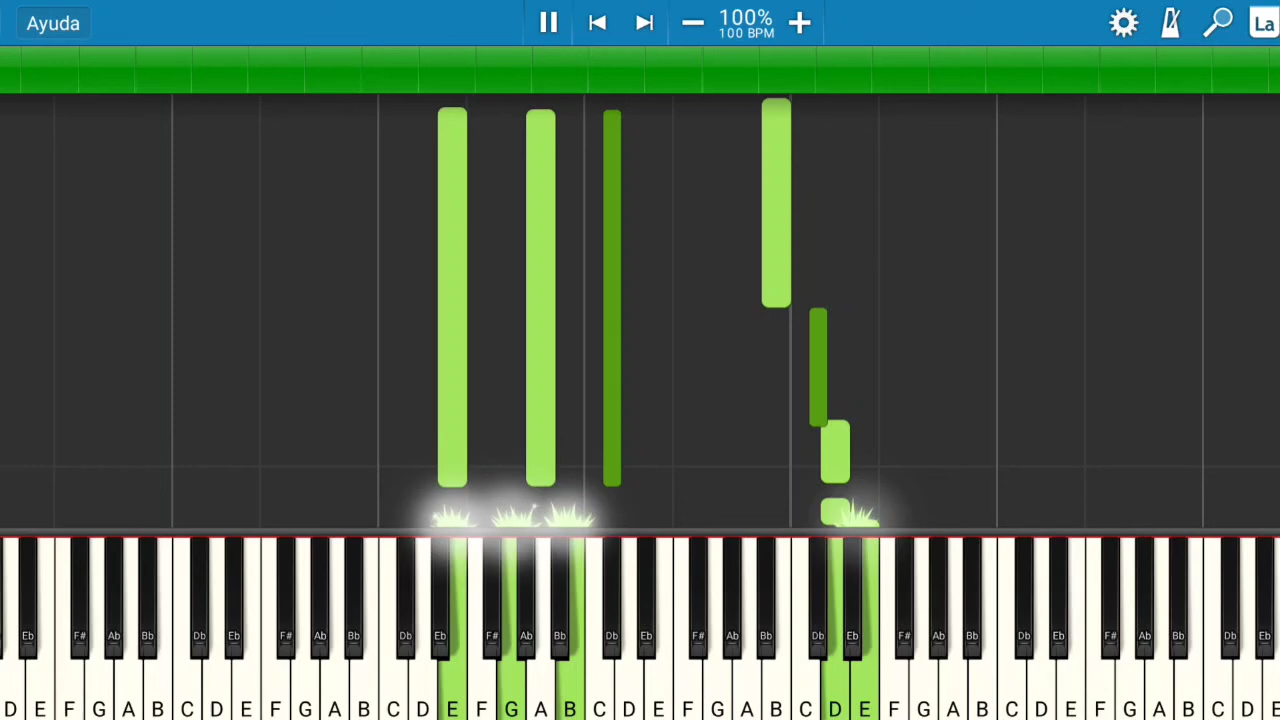 Ayuda
100%
100 BPM
La
Eb F# Ab Bb Db Eb F# Ab Bb Db Eb F# Ab Bb Db Eb F# Ab Bb Db Eb F# Ab Bb Db Eb F# Ab Bb Db Eb
D E F G A B C D E F G A B C D E F G A B C D E F G A B C D E F G A B C D E F G A B C D E